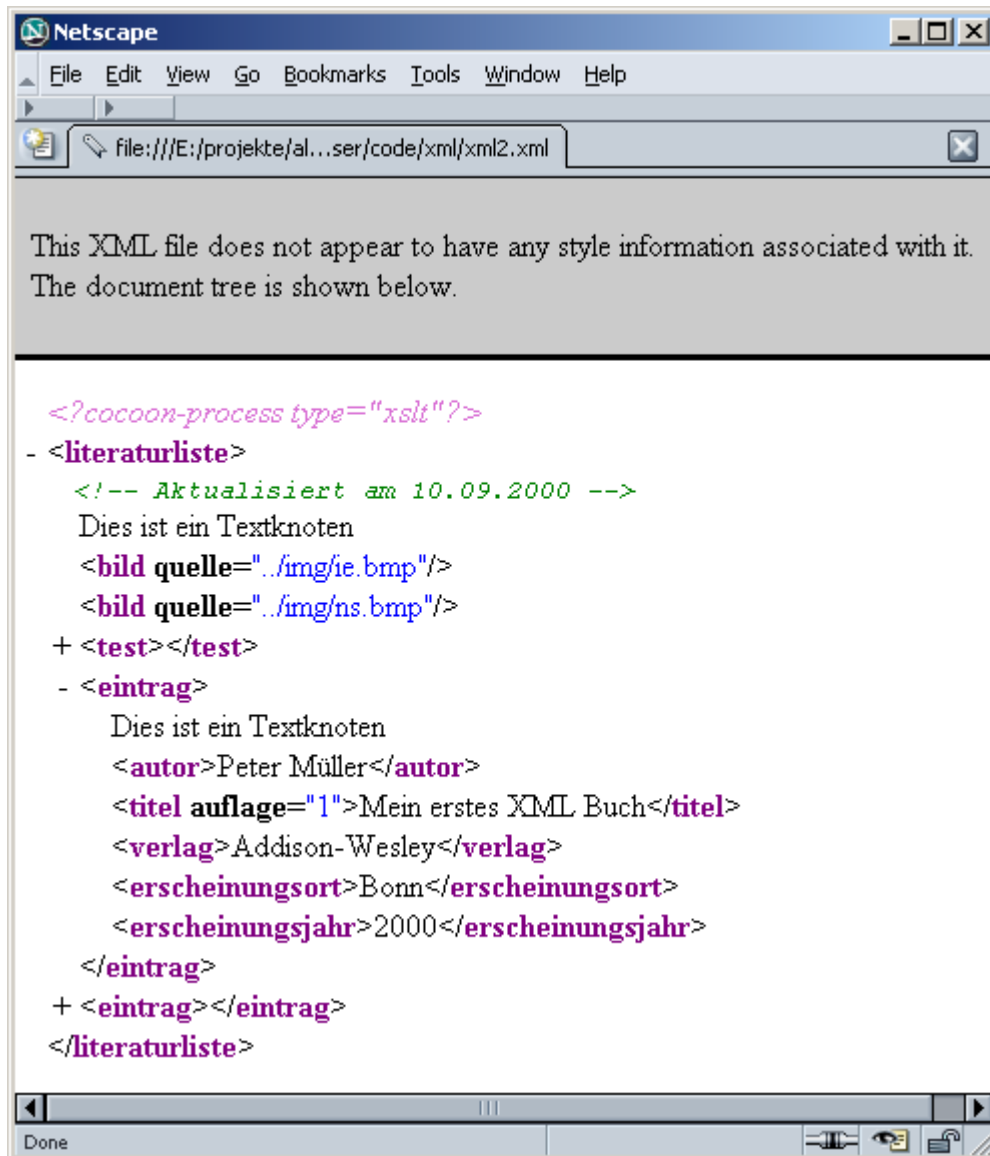 Netscape
File Edit View Go Bookmarks Tools Window Help
file:///E:/projekte/al...ser/code/xml/xml2.xml
This XML file does not appear to have any style information associated with it.
The document tree is shown below.
<?cocoon-process type="xslt"?>
- <literaturliste>
<!-- Aktualisiert am 10.09.2000 -->
Dies ist ein Textknoten
<bild quelle="../img/ie.bmp"/>
<bild quelle="../img/ns.bmp"/>
+ <test></test>
- <eintrag>
Dies ist ein Textknoten
<autor>Peter Müller</autor>
<titel auflage="1">Mein erstes XML Buch</titel>
<verlag>Addison-Wesley</verlag>
<erscheinungsort>Bonn</erscheinungsort>
<erscheinungsjahr>2000</erscheinungsjahr>
</eintrag>
+ <eintrag></eintrag>
</literaturliste>
Done